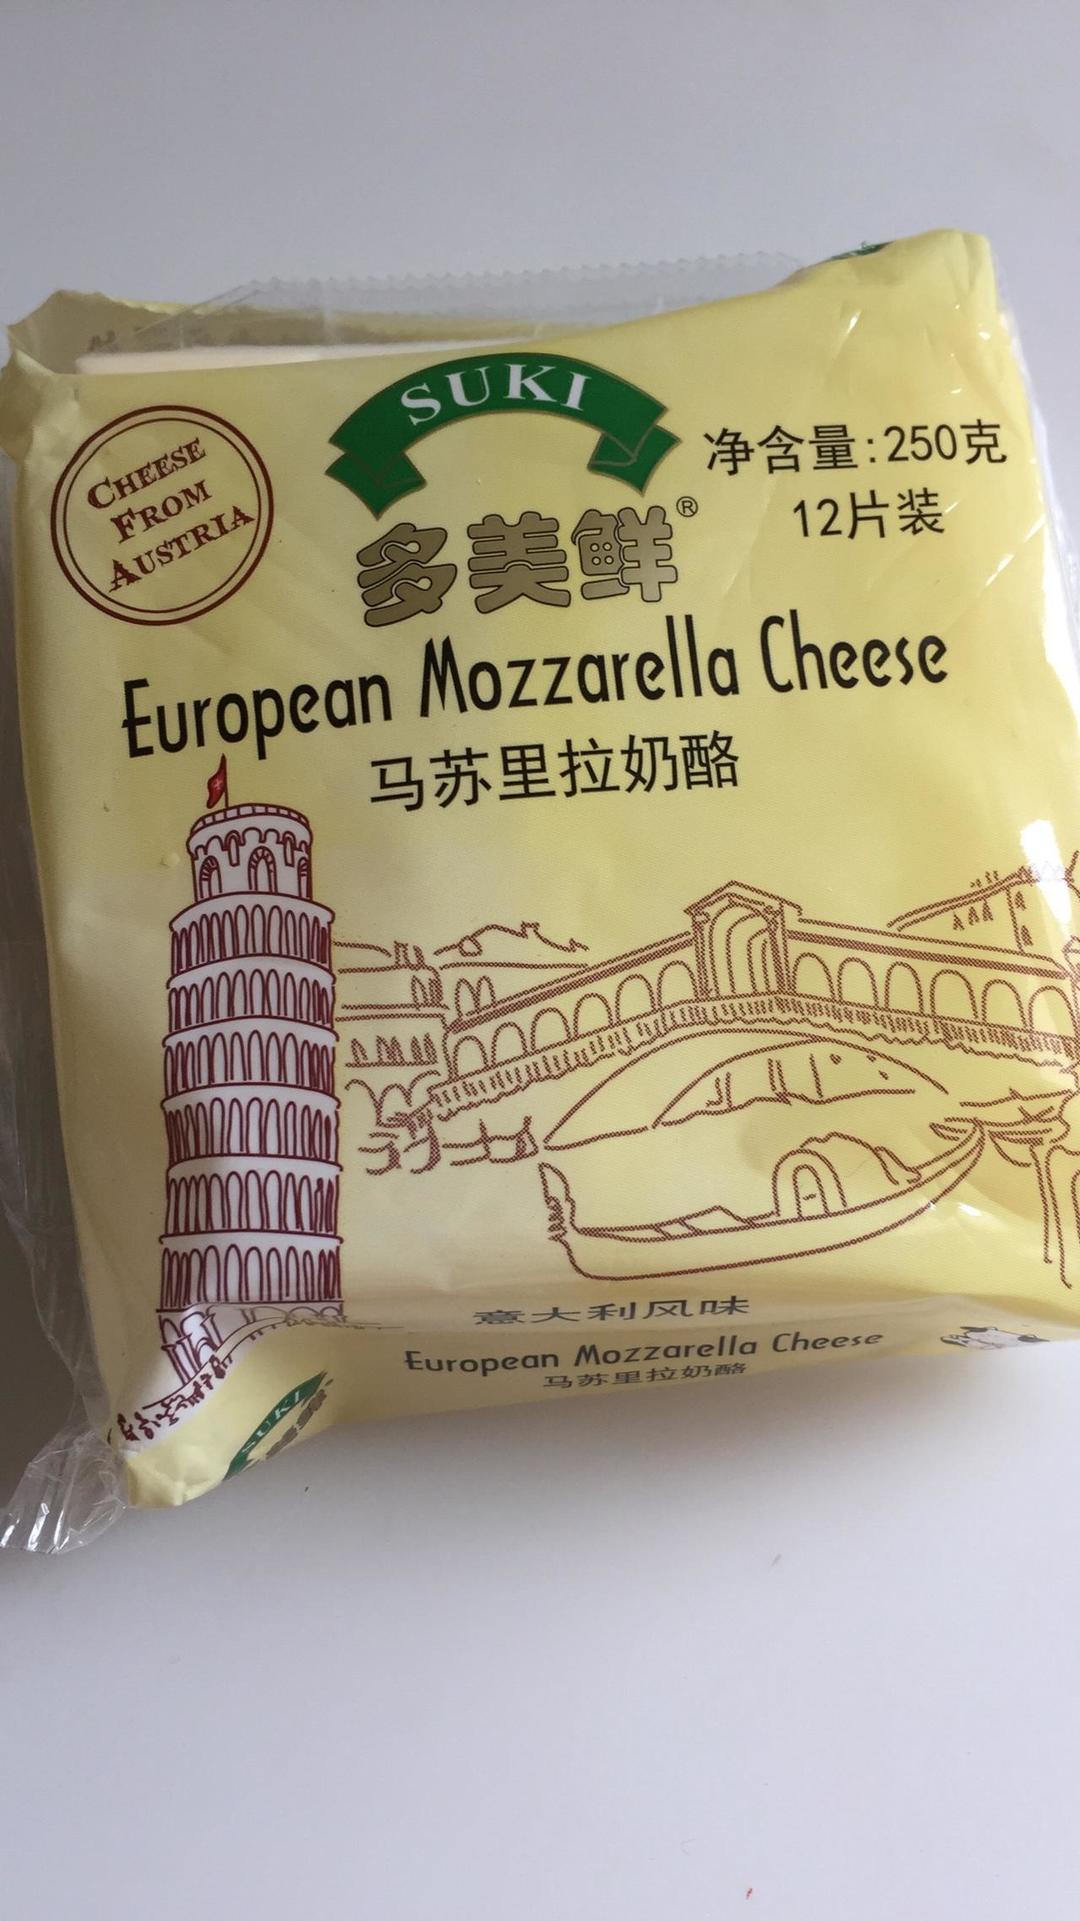 SUKI
CHEESE
FROM
AUSTRIA
净含量:250克
12片装
多美鲜®
European Mozzarella Cheese
马苏里拉奶酪
意大利风味
European Mozzarella Cheese
马苏里拉奶酪
SUKI